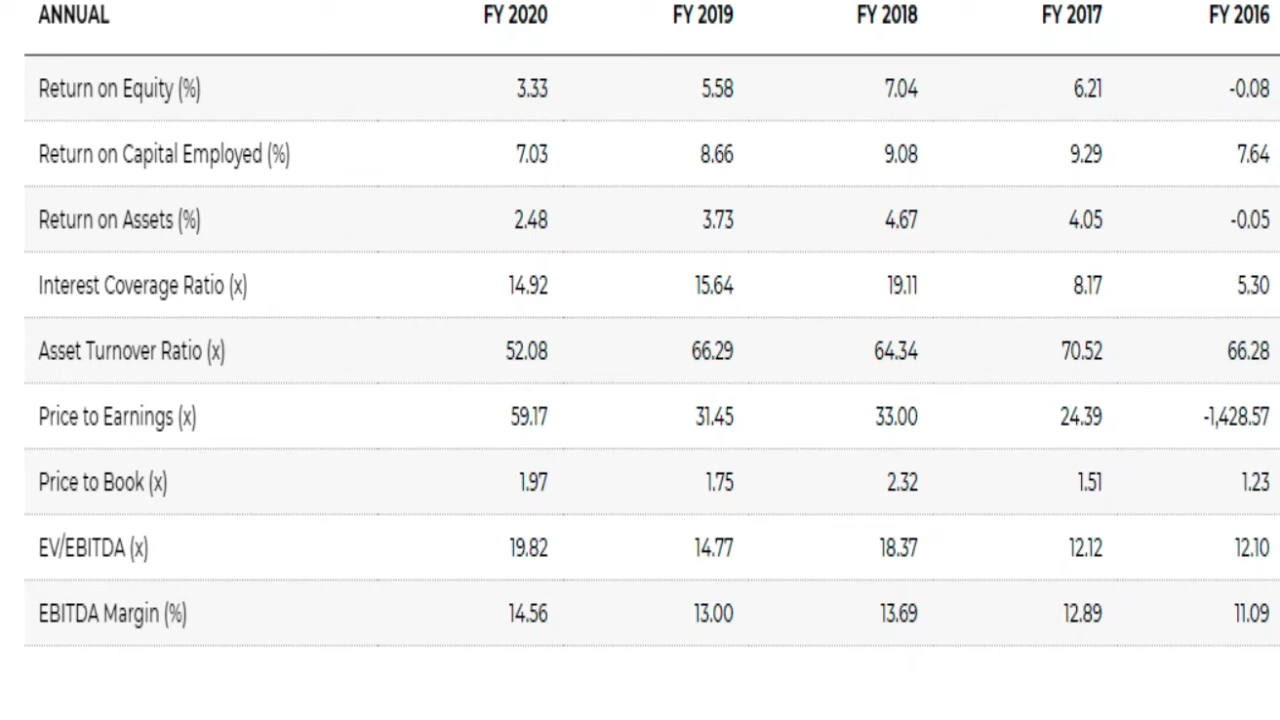 ANNUAL FY 2020 FY 2019 FY 2018 FY 2017 FY 2016
Return on Equity (%) 3.33 5.58 7.04 6.21 -0.08
Return on Capital Employed (%) 7.03 8.66 9.08 9.29 7.64
Return on Assets (%) 2.48 3.73 4.67 4.05 -0.05
Interest Coverage Ratio (x) 14.92 15.64 19.11 8.17 5.30
Asset Turnover Ratio (x) 52.08 66.29 64.34 70.52 66.28
Price to Earnings (x) 59.17 31.45 33.00 24.39 -1,428.57
Price to Book (x) 1.97 1.75 2.32 1.51 1.23
EV/EBITDA (x) 19.82 14.77 18.37 12.12 12.10
EBITDA Margin (%) 14.56 13.00 13.69 12.89 11.09